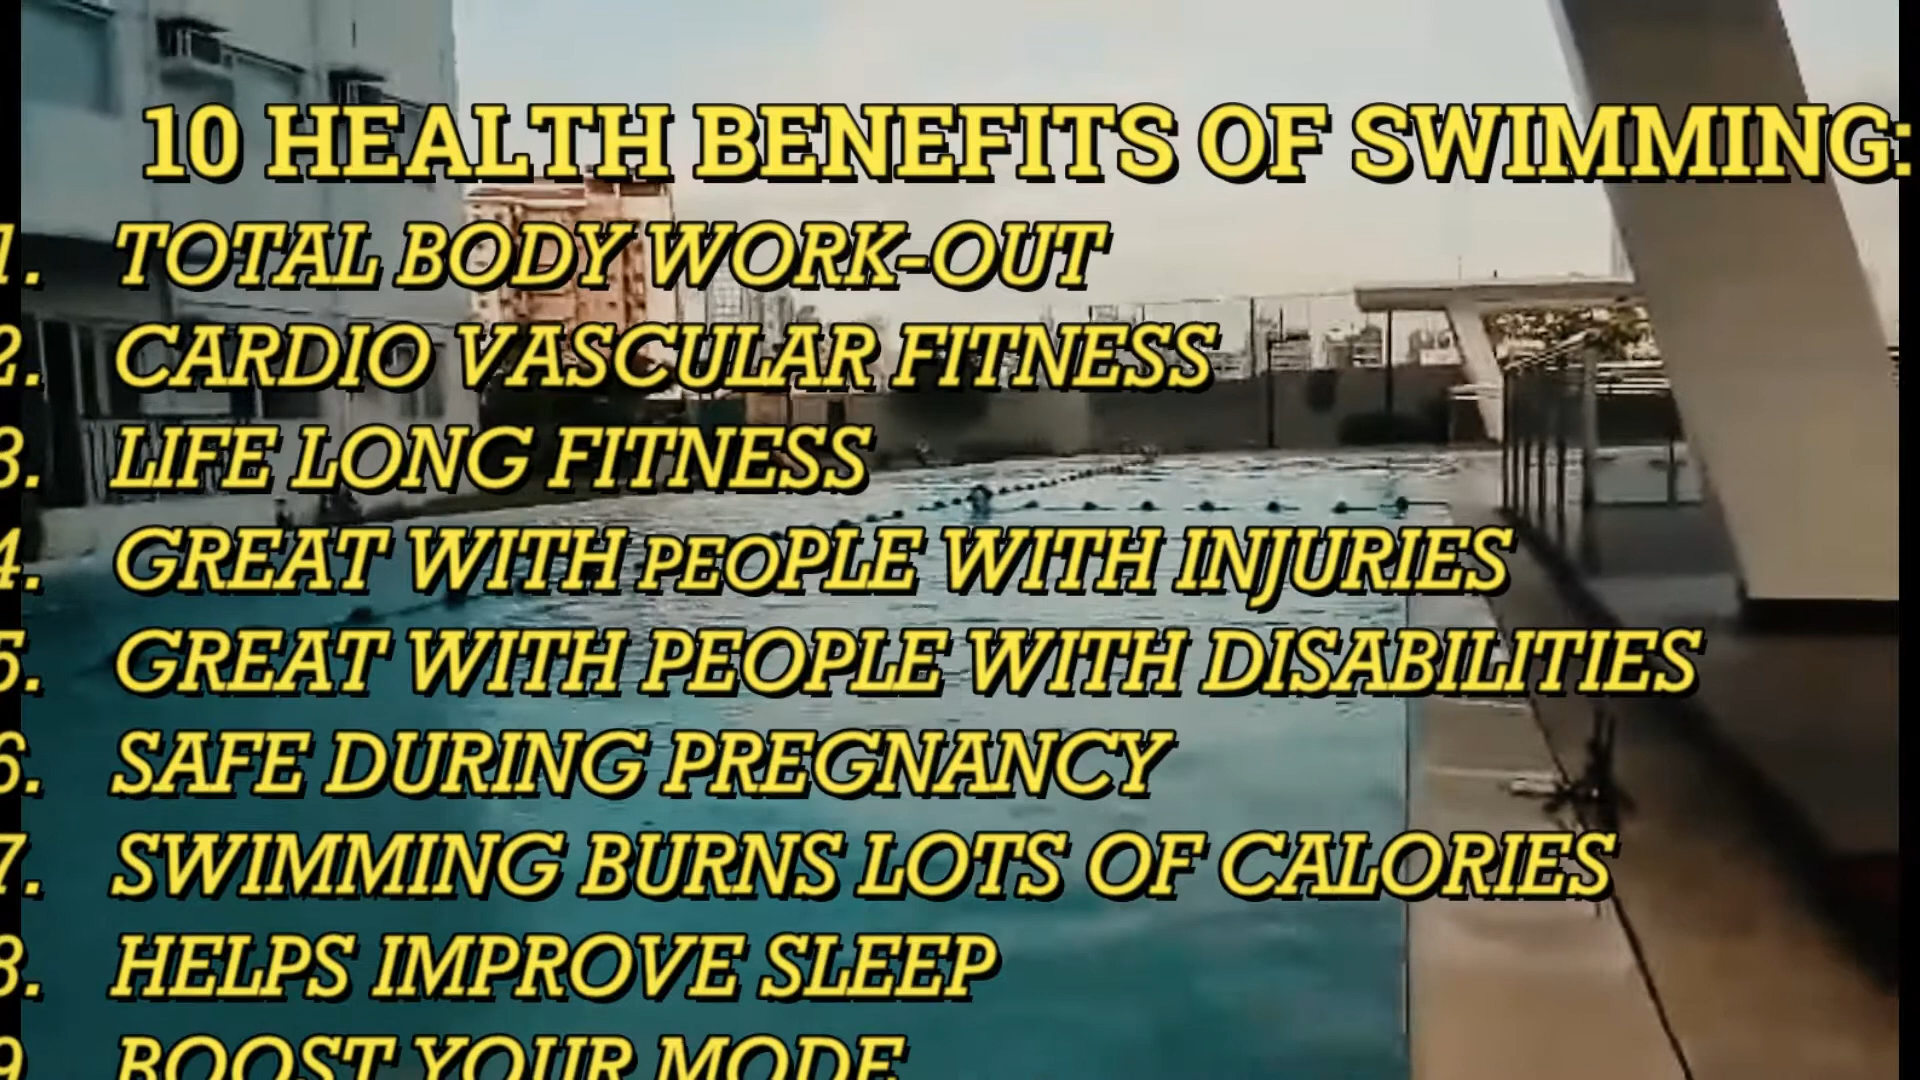 10 HEALTH BENEFITS OF SWIMMING:
1. TOTAL BODY WORK-OUT
2. CARDIO VASCULAR FITNESS
3. LIFE LONG FITNESS
4. GREAT WITH PEOPLE WITH INJURIES
5. GREAT WITH PEOPLE WITH DISABILITIES
6. SAFE DURING PREGNANCY
7. SWIMMING BURNS LOTS OF CALORIES
8. HELPS IMPROVE SLEEP
9 BOOST YOUR MODE